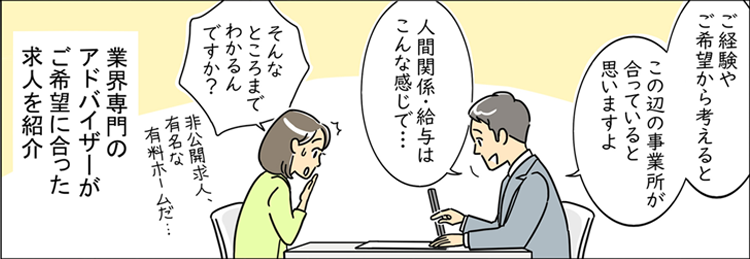 ご経験や
ご希望から考えると
この辺の事業所が
合っていると
思いますよ
人間関係・給与は
こんな感じで…
そんな
ところまで
わかるん
ですか？
非公開求人、
有名な
有料ホームだ…
業界専門の
アドバイザーが
ご希望に合った
求人を紹介